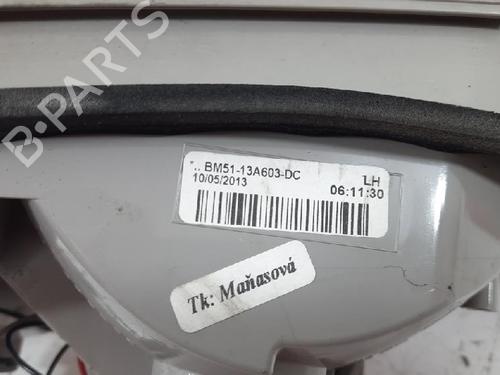 B-PARTS
*.. BM51-13A603-DC LH
10/05/2013 06:11:30
Tk: Maňasová